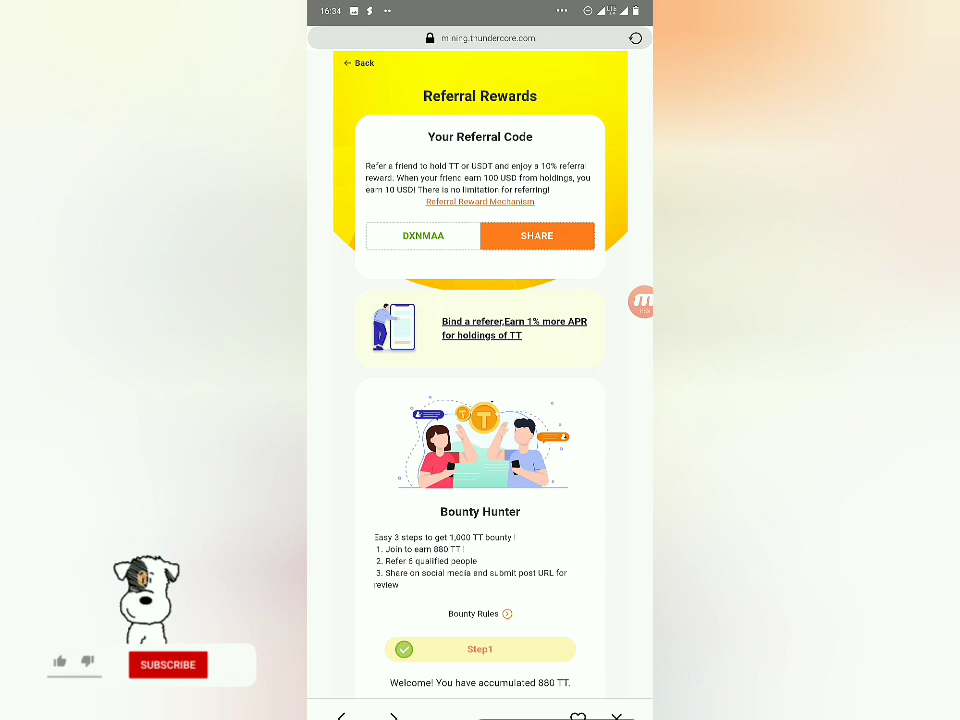 16:34
LTE
mining.thundercore.com
← Back
Referral Rewards
Your Referral Code
Refer a friend to hold TT or USDT and enjoy a 10% referral
reward. When your friend earn 100 USD from holdings, you
earn 10 USD! There is no limitation for referring!
Referral Reward Mechanism
DXNMAA
SHARE
Bind a referer,Earn 1% more APR
for holdings of TT
Bounty Hunter
Easy 3 steps to get 1,000 TT bounty !
1. Join to earn 880 TT !
2. Refer 6 qualified people
3. Share on social media and submit post URL for
review
Bounty Rules
Step1
Welcome! You have accumulated 880 TT.
SUBSCRIBE